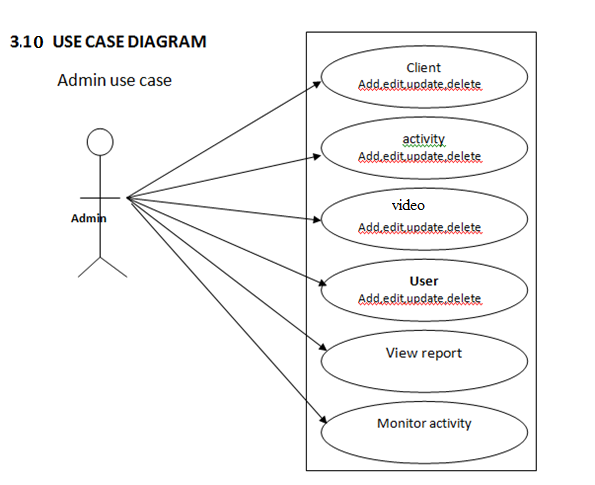 3.10 USE CASE DIAGRAM
Admin use case
Admin
Client
Add,edit,update,delete
activity
Add,edit,update,delete
video
Add,edit,update,delete
User
Add,edit,update,delete
View report
Monitor activity